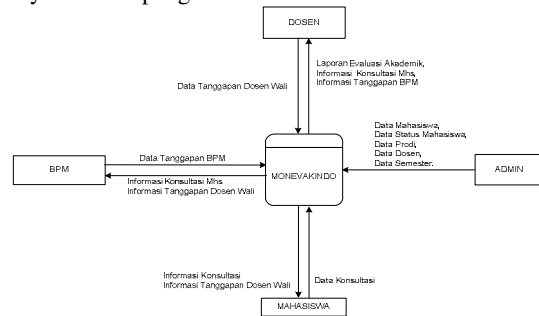 DOSEN
Laporan Evaluasi Akademik,
Informasi Konsultasi Mhs,
Informasi Tanggapan BPM
Data Tanggapan Dosen Wali
Data Mahasiswa,
Data Status Mahasiswa,
Data Prodi,
Data Dosen,
Data Semester.
Data Tanggapan BPM
BPM
MONEVAKINDO
ADMIN
Informasi Konsultasi Mhs
Informasi Tanggapan Dosen Wali
Informasi Konsultasi
Informasi Tanggapan Dosen Wali
Data Konsultasi
MAHASISWA